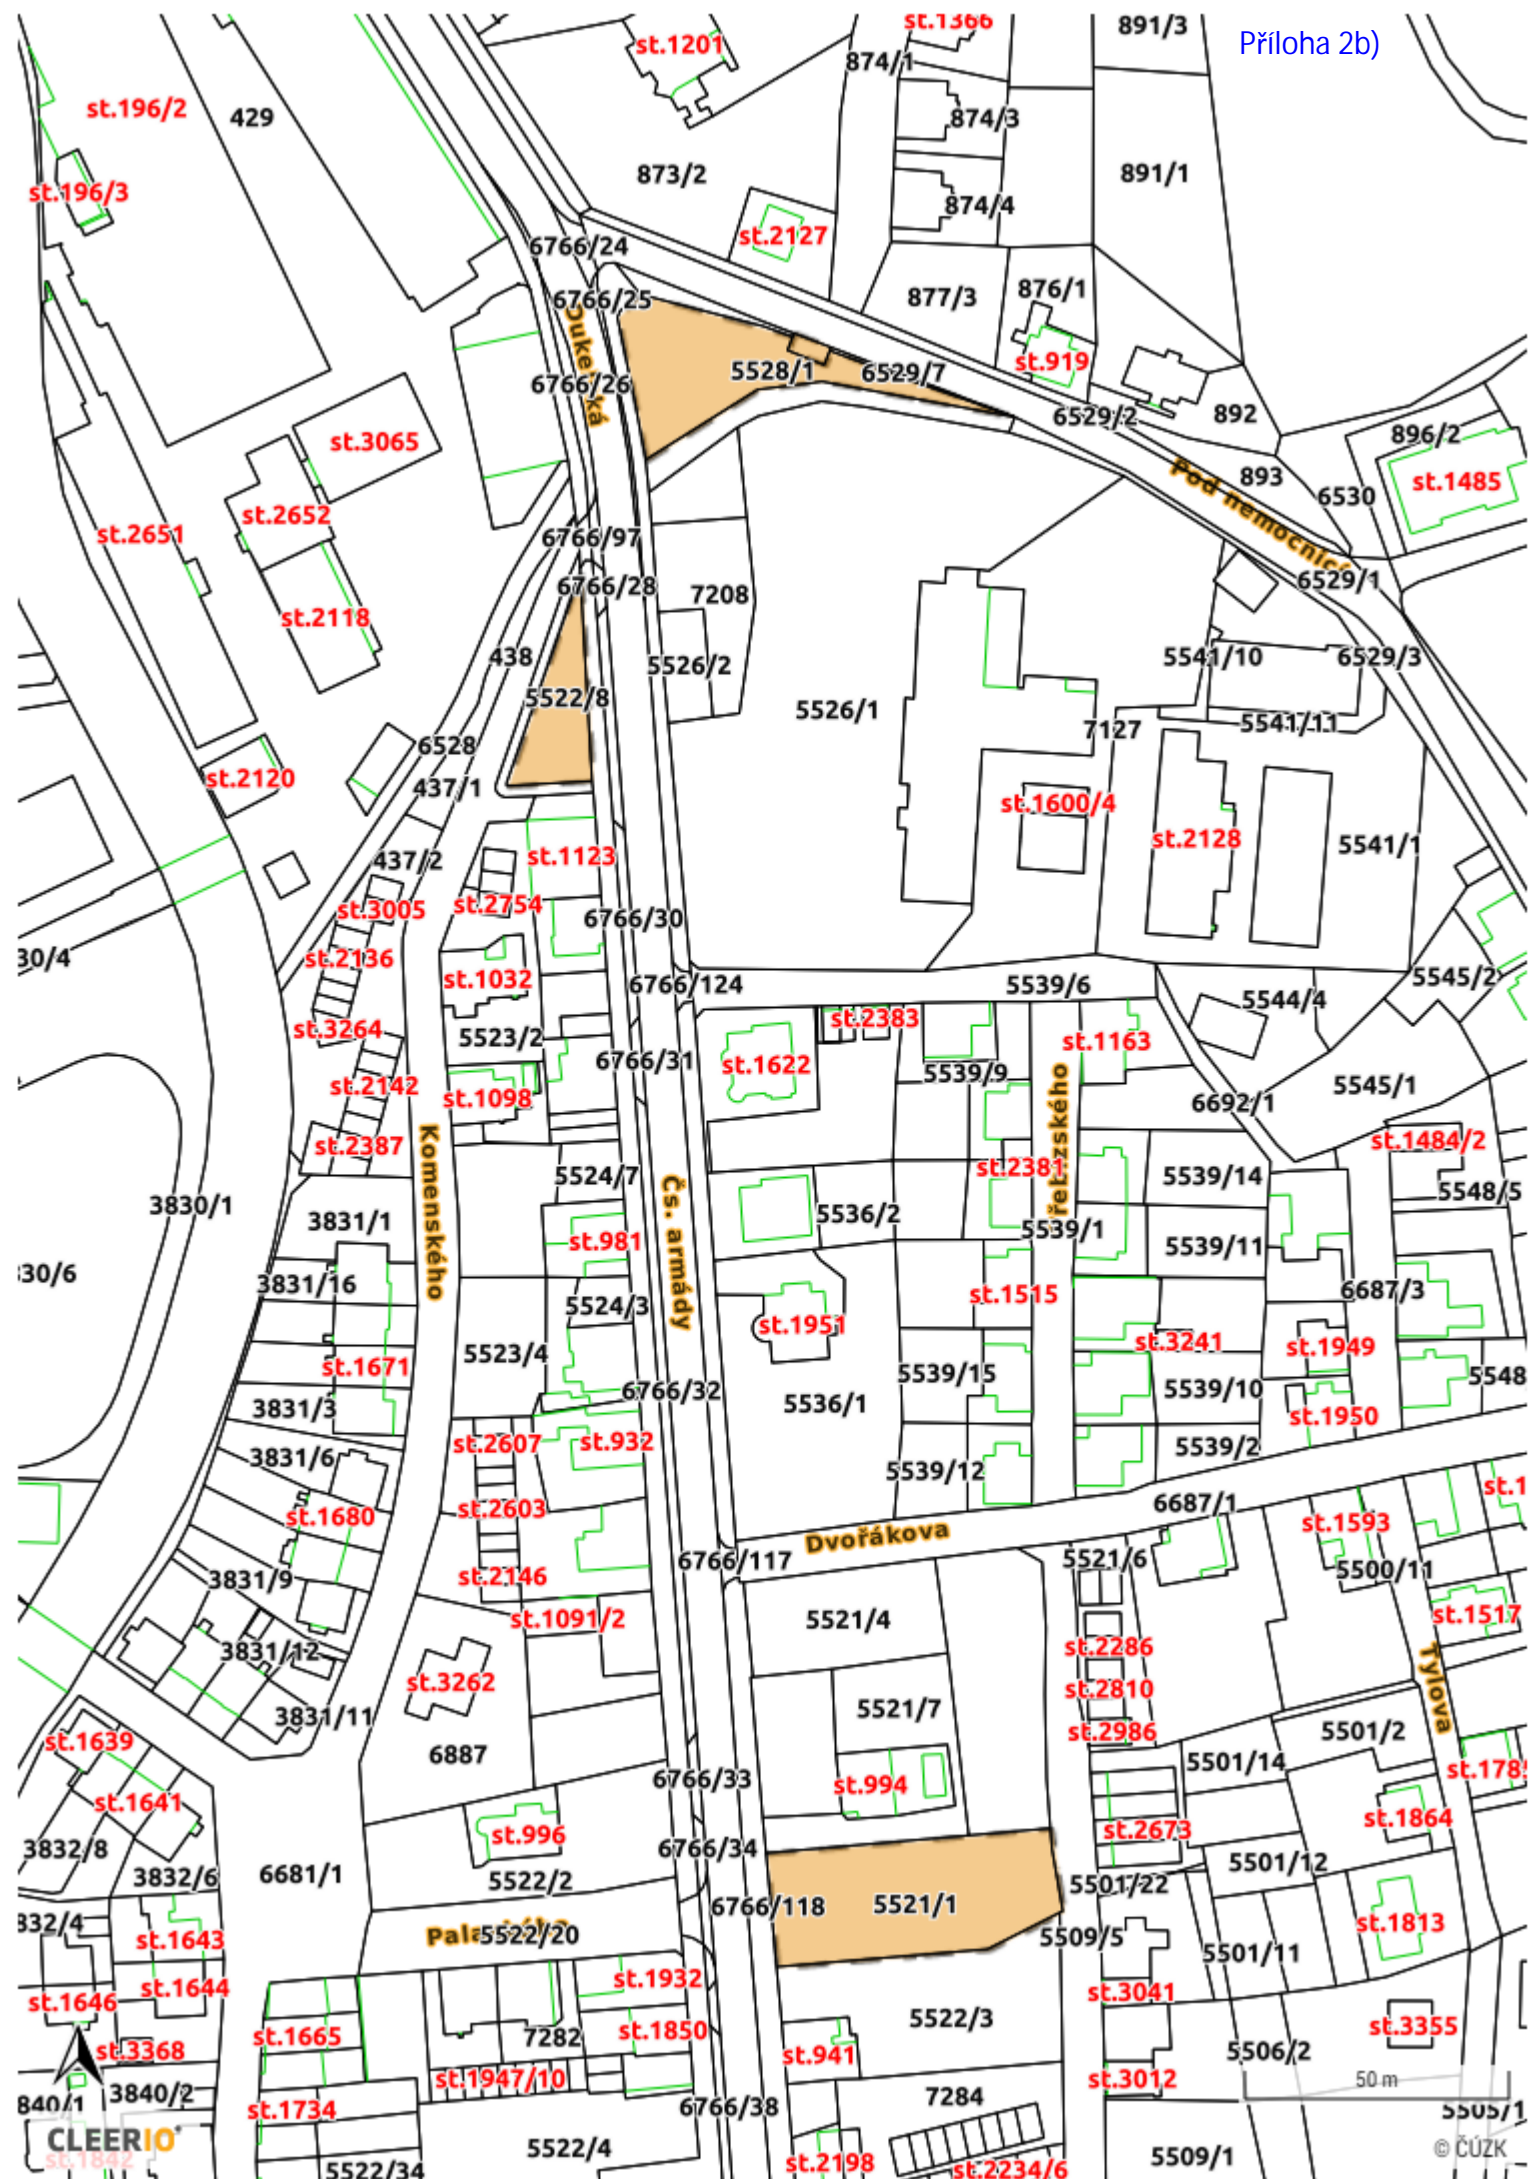 Příloha 2b)
st.1366
891/3
st.1201
874/1
st.196/2
429
874/3
873/2
891/1
st.196/3
874/4
st.2127
6766/24
877/3
876/1
6766/25
Dukelská
st.919
5528/1
6529/7
6766/26
6529/2
892
896/2
st.3065
893
Pod nemocnicí
st.1485
6530
st.2652
st.2651
6766/97
6529/1
6766/28
7208
st.2118
438
5526/2
5541/10
6529/3
5522/8
5526/1
5541/11
7127
6528
st.2120
437/1
st.1600/4
st.2128
5541/1
437/2
st.1123
st.3005
st.2754
6766/30
st.2136
30/4
st.1032
6766/124
5539/6
5545/2
5544/4
st.3264
5523/2
st.2383
6766/31
st.1622
st.1163
5539/9
5545/1
st.2142
st.1098
6692/1
st.2387
st.1484/2
Komenského
st.2381
5524/7
5539/14
5548/5
3830/1
Čs. armády
3831/1
5536/2
5539/1
st.981
5539/11
30/6
3831/16
5524/3
st.1515
6687/3
st.1951
st.3241
st.1949
5523/4
st.1671
5539/15
5548
6766/32
5539/10
3831/3
5536/1
st.1950
st.2607
st.932
5539/2
3831/6
5539/12
st.1
st.2603
6687/1
st.1680
Dvořákova
st.1593
6766/117
5521/6
5500/11
3831/9
st.2146
st.1091/2
5521/4
st.1517
3831/12
st.2286
st.3262
st.2810
Tylova
5521/7
3831/11
st.2986
5501/2
st.1639
6887
5501/14
6766/33
st.994
st.178
st.1641
st.996
st.2673
st.1864
3832/8
6766/34
3832/6
6681/1
5522/2
5501/12
5501/22
6766/118
5521/1
832/4
st.1643
5522/20
5509/5
st.1813
5501/11
st.1644
st.1932
st.1646
st.3041
5522/3
st.1665
7282
st.1850
st.3355
st.3368
st.941
5506/2
st.1947/10
st.3012
50 m
840/1
3840/2
st.1734
6766/38
7284
5505/1
CLEERIO
5522/4
5509/1
© ČÚZK
st.1842
5522/34
st.2198
st.2234/6